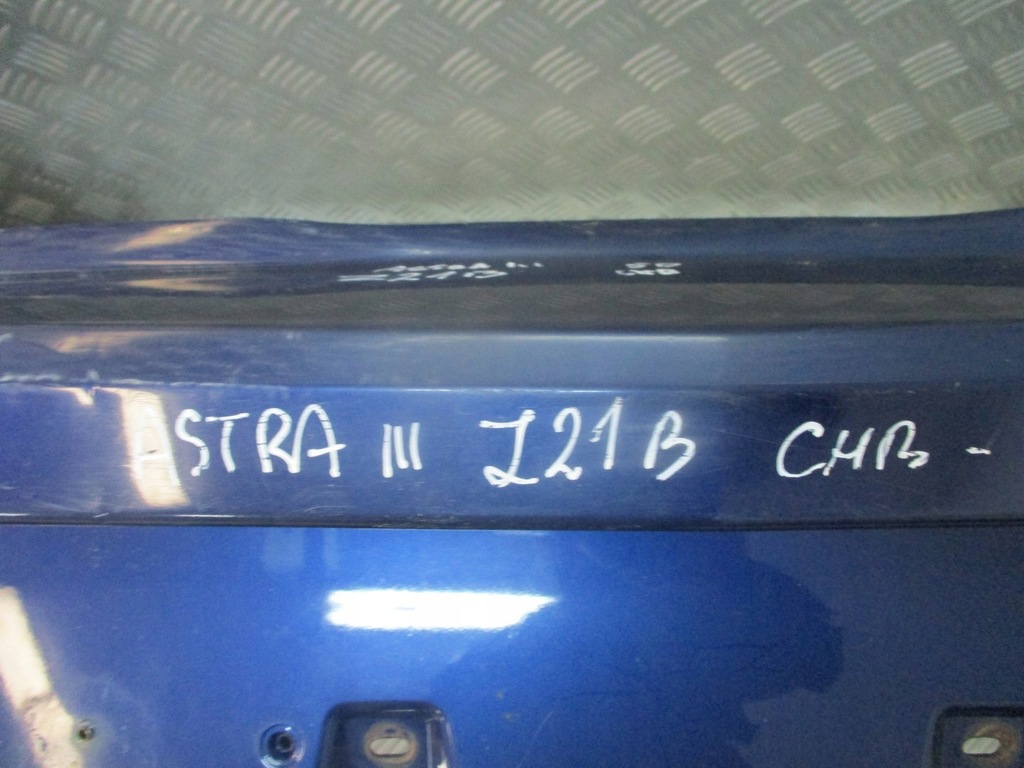 ASTRA III Z21B CHB -